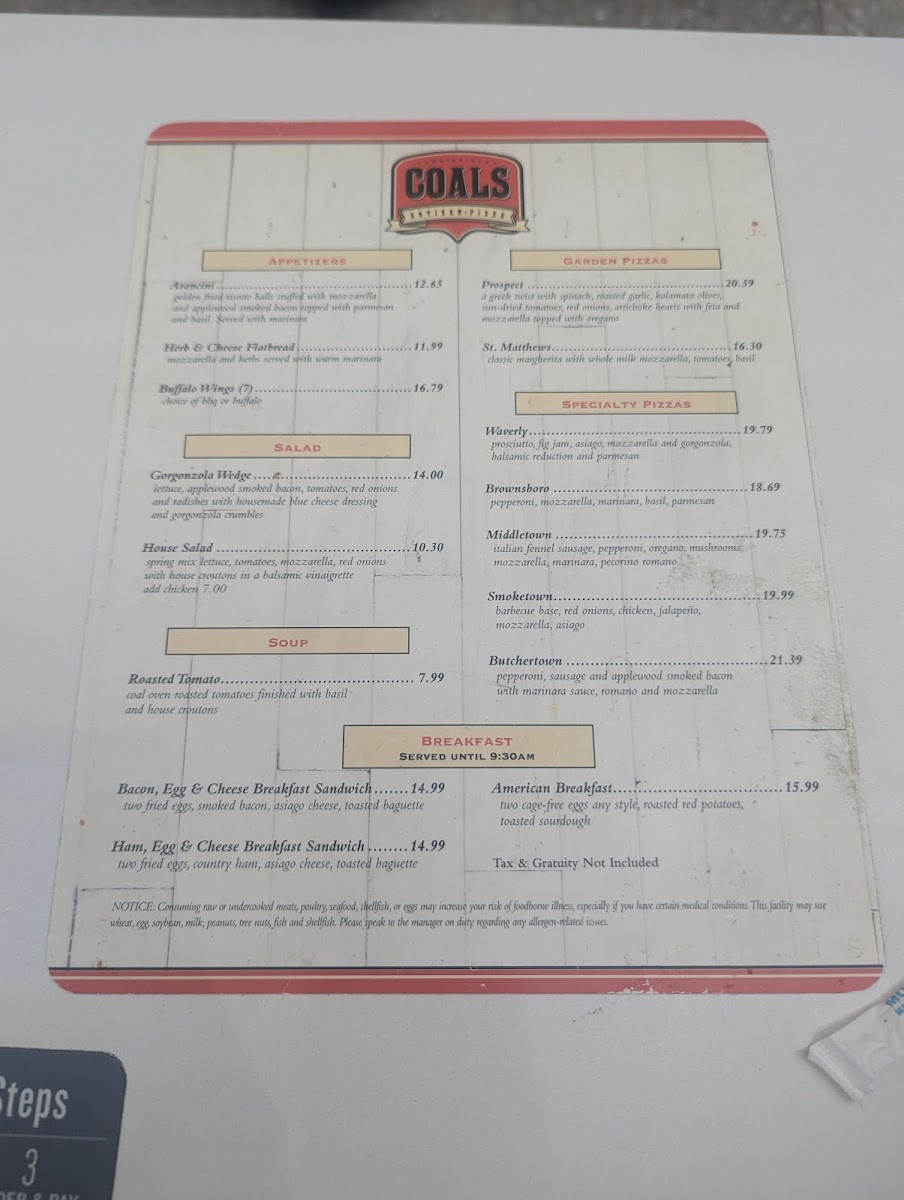 LOUISVILLE
COALS
ARTISAN PIZZA
APPETIZERS
Arancini 12.65
golden fried risotto balls stuffed with mozzarella
and applewood smoked bacon topped with parmesan
and basil. Served with marinara
Herb & Cheese Flatbread 11.99
mozzarella and herbs served with warm marinara
Buffalo Wings (7) 16.79
choice of bbq or buffalo
SALAD
Gorgonzola Wedge 14.00
lettuce, applewood smoked bacon, tomatoes, red onions
and radishes with housemade blue cheese dressing
and gorgonzola crumbles
House Salad 10.30
spring mix lettuce, tomatoes, mozzarella, red onions
with house croutons in a balsamic vinaigrette
add chicken 7.00
SOUP
Roasted Tomato 7.99
coal oven roasted tomatoes finished with basil
and house croutons
GARDEN PIZZAS
Prospect 20.59
a greek twist with spinach, roasted garlic, kalamata olives,
sun-dried tomatoes, red onions, artichoke hearts with feta and
mozzarella topped with oregano
St. Matthews 16.30
classic margherita with whole milk mozzarella, tomatoes, basil
SPECIALTY PIZZAS
Waverly 19.79
prosciutto, fig jam, asiago, mozzarella and gorgonzola,
balsamic reduction and parmesan
Brownsboro 18.69
pepperoni, mozzarella, marinara, basil, parmesan
Middletown 19.75
italian fennel sausage, pepperoni, oregano, mushrooms,
mozzarella, marinara, pecorino romano
Smoketown 19.99
barbecue base, red onions, chicken, jalapeño,
mozzarella, asiago
Butchertown 21.39
pepperoni, sausage and applewood smoked bacon
with marinara sauce, romano and mozzarella
BREAKFAST
SERVED UNTIL 9:30AM
Bacon, Egg & Cheese Breakfast Sandwich 14.99
two fried eggs, smoked bacon, asiago cheese, toasted baguette
Ham, Egg & Cheese Breakfast Sandwich 14.99
two fried eggs, country ham, asiago cheese, toasted baguette
American Breakfast 15.99
two cage-free eggs any style, roasted red potatoes,
toasted sourdough
Tax & Gratuity Not Included
NOTICE: Consuming raw or undercooked meats, poultry, seafood, shellfish, or eggs may increase your risk of foodborne illness, especially if you have certain medical conditions. This facility may use
wheat, egg, soybean, milk, peanuts, tree nuts, fish and shellfish. Please speak to the manager on duty regarding any allergen-related issues.
Steps
3